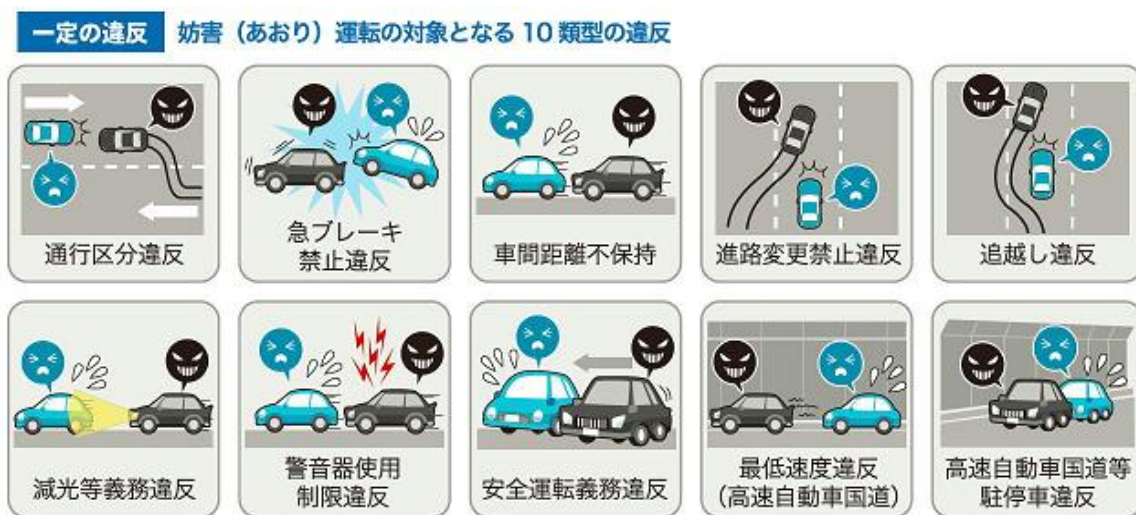 一定の違反 妨害（あおり）運転の対象となる 10 類型の違反
通行区分違反
急ブレーキ
禁止違反
車間距離不保持
進路変更禁止違反
追越し違反
減光等義務違反
警音器使用
制限違反
安全運転義務違反
最低速度違反
（高速自動車国道）
高速自動車国道等
駐停車違反